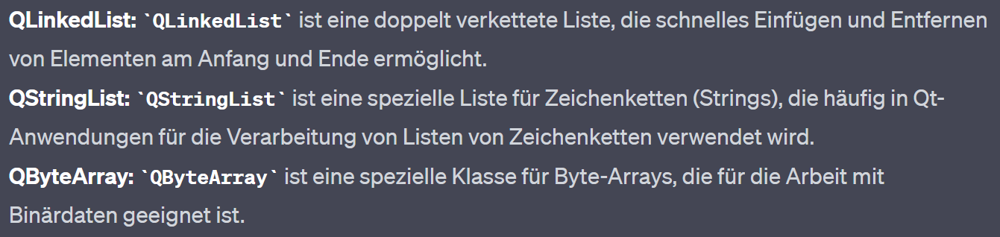 QLinkedList: `QLinkedList` ist eine doppelt verkettete Liste, die schnelles Einfügen und Entfernen
von Elementen am Anfang und Ende ermöglicht.
QStringList: `QStringList` ist eine spezielle Liste für Zeichenketten (Strings), die häufig in Qt-
Anwendungen für die Verarbeitung von Listen von Zeichenketten verwendet wird.
QByteArray: `QByteArray` ist eine spezielle Klasse für Byte-Arrays, die für die Arbeit mit
Binärdaten geeignet ist.